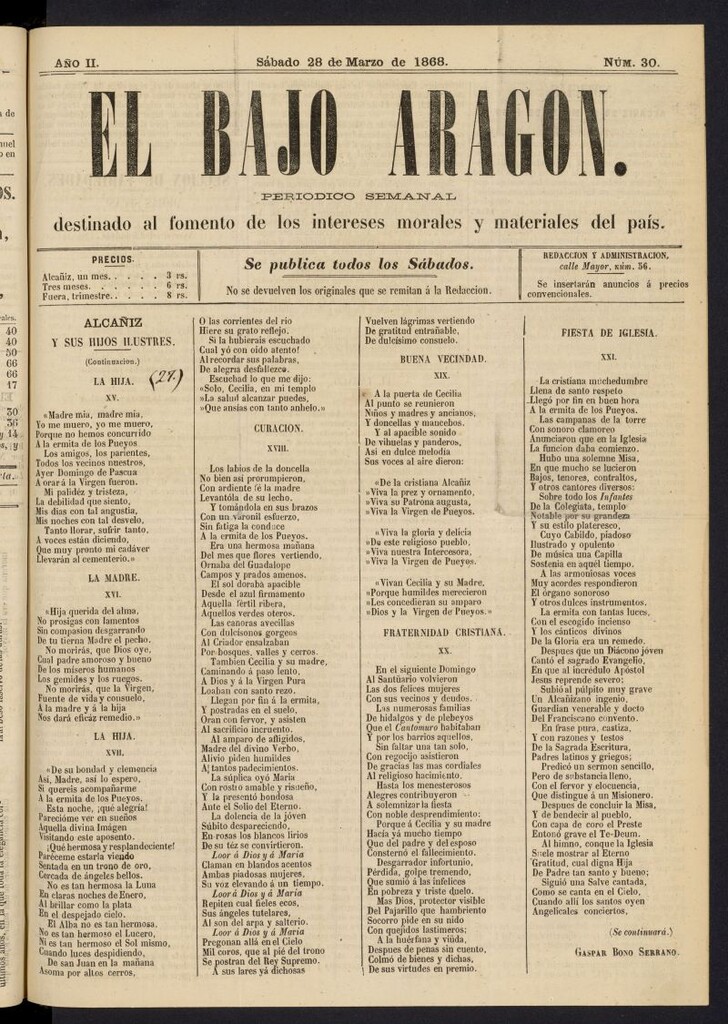 AÑO II.
Sábado 28 de Marzo de 1868.
NÚM. 30.
EL BAJO ARAGON.
PERIODICO SEMANAL
destinado al fomento de los intereses morales y materiales del país.
PRECIOS.
Alcañiz, un mes. . . . . 3 rs.
Tres meses. . . . . . 6 rs.
Fuera, trimestre. . . . . 8 rs.
Se publica todos los Sábados.
No se devuelven los originales que se remitan á la Redaccion.
REDACCION Y ADMINISTRACION,
calle Mayor, núm. 56.
Se insertarán anuncios á precios
convencionales.
ALCAÑIZ
Y SUS HIJOS ILUSTRES.
(Continuacion.)
LA HIJA. (27.)
XV.
«Madre mia, madre mia,
Yo me muero, yo me muero,
Porque no hemos concurrido
A la ermita de los Pueyos
Los amigos, los parientes,
Todos los vecinos nuestros,
Ayer Domingo de Pascua
A orar á la Vírgen fueron.
Mi palidéz y tristeza,
La debilidad que siento,
Mis dias con tal angustia,
Mis noches con tal desvelo,
Tanto llorar, sufrir tanto,
A voces están diciendo,
Que muy pronto mi cadáver
Llevarán al cementerio.»
LA MADRE.
XVI.
«Hija querida del alma,
No prosigas con lamentos
Sin compasion desgarrando
De tu tierna Madre el pecho.
No morirás, que Dios oye,
Cual padre amoroso y bueno
De los míseros humanos
Los gemidos y los ruegos.
No morirás, que la Vírgen,
Fuente de vida y consuelo,
A la madre y á la hija
Nos dará eficáz remedio.»
LA HIJA.
XVII.
«De su bondad y clemencia
Así, Madre, así lo espero,
Si quereis acompañarme
A la ermita de los Pueyos.
Esta noche, ¡qué alegría!
Parecióme ver en sueños
Aquella divina Imágen
Visitando este aposento.
¡Qué hermosa y resplandeciente!
Paréceme estarla viendo
Sentada en un trono de oro,
Cercada de ángeles bellos.
No es tan hermosa la Luna
En claras noches de Enero,
Al brillar como la plata
En el despejado cielo.
El Alba no es tan hermosa.
No es tan hermoso el Lucero,
Ni es tan hermoso el Sol mismo,
Cuando luces despidiendo,
De san Juan en la mañana
Asoma por altos cerros,
O las corrientes del rio
Hiere su grato reflejo.
Si la hubierais escuchado
Cual yó con oido atento!
Al recordar sus palabras,
De alegria desfallezco.
Escuchad lo que me dijo:
«Solo, Cecilia, en mi templo
«La salud alcanzar puedes,
«Que ansías con tanto anhelo.»
CURACION.
XVIII.
Los labios de la doncella
No bien así prorumpieron,
Con ardiente fé la madre
Levantóla de su lecho.
Y tomándola en sus brazos
Con un varonil esfuerzo,
Sin fatiga la conduce
A la ermita de los Pueyos.
Era una hermosa mañana
Del mes que flores vertiendo,
Ornaba del Guadalope
Campos y prados amenos.
El sol doraba apacible
Desde el azul firmamento
Aquella fértil ribera,
Aquellos verdes oteros.
Las canoras avecillas
Con dulcísonos gorgeos
Al Criador ensalzaban
Por bosques, valles y cerros.
Tambien Cecilia y su madre,
Caminando á paso lento,
A Dios y á la Vírgen Pura
Loaban con santo rezo.
Llegan por fin á la ermita,
Y postradas en el suelo,
Oran con fervor, y asisten
Al sacrificio incruento.
Al amparo de afligidos,
Madre del divino Verbo,
Alivio piden humildes
A tantos padecimientos.
La súplica oyó María
Con rostro amable y risueño,
Y la presentó bondosa
Ante el Solio del Eterno.
La dolencia de la jóven
Súbito despareciendo,
En rosas los blancos lirios
De su téz se convirtieron.
Loor á Dios y á María
Claman en blandos acentos
Ambas piadosas mujeres,
Su voz elevando á un tiempo.
Loor á Dios y á María
Repiten cual fieles ecos,
Sus ángeles tutelares,
Al son del arpa y salterio.
Loor á Dios y á María
Pregonan allá en el Cielo
Mil coros, que al pié del trono
Se postran del Rey Supremo.
A sus lares yá dichosas
Vuelven lágrimas vertiendo
De gratitud entrañable,
De dulcísimo consuelo.
BUENA VECINDAD.
XIX.
A la puerta de Cecilia
Al punto se reunieron
Niños y madres y ancianos,
Y doncellas y mancebos.
Y al apacible sonido
De vihuelas y panderos,
Así en dulce melodía
Sus voces al aire dieron:
«De la cristiana Alcañiz
»Viva la prez y ornamento,
»Viva su Patrona augusta,
»Viva la Vírgen de Pueyos.
»Viva la gloria y delicia
»De este religioso pueblo,
»Viva nuestra Intercesora,
»Viva la Vírgen de Pueyos.
»Vivan Cecilia y su Madre,
»Porque humildes merecieron
»Les concedieran su amparo
»Dios y la Vírgen de Pueyos.»
FRATERNIDAD CRISTIANA.
XX.
En el siguiente Domingo
Al Santüario volvieron
Las dos felices mujeres
Con sus vecinos y deudos.
Las numerosas familias
De hidalgos y de plebeyos
Que el Cantomuro habitaban
Y por los barrios aquellos,
Sin faltar una tan solo,
Con regocijo asistieron
De gracias las mas cordiales
Al religioso hacimiento.
Hasta los menesterosos
Alegres contribuyeron
A solemnizar la fiesta
Con noble desprendimiento:
Porque á Cecilia y su madre
Hacía yá mucho tiempo
Que del padre y del esposo
Consternó el fallecimiento.
Desgarrador infortunio,
Pérdida, golpe tremendo,
Que sumió á las infelices
En pobreza y triste duelo.
Mas Dios, protector visible
Del Pajarillo que hambriento
Socorro pide en su nido
Con quejidos lastimeros;
A la huérfana y viüda,
Despues de penas sin cuento,
Colmó de bienes y dichas,
De sus virtudes en premio.
FIESTA DE IGLESIA.
XXI.
La cristiana muchedumbre
Llena de santo respeto
Llegó por fin en buen hora
A la ermita de los Pueyos.
Las campanas de la torre
Con sonoro clamoreo
Anunciaron que en la Iglesia
La funcion daba comienzo.
Hubo una solemne Misa,
En que mucho se lucieron
Bajos, tenores, contraltos,
Y otros cantores diversos:
Sobre todo los Infantes
De la Colegiata, templo
Notable por su grandeza
Y su estilo plateresco,
Cuyo Cabildo, piadoso
Ilustrado y opulento
De música una Capilla
Sostenia en aquel tiempo.
A las armoniosas voces
Muy acordes respondieron
El órgano sonoroso
Y otros dulces instrumentos.
La ermita con tantas luces,
Con el escogido incienso
Y los cánticos divinos
De la Gloria era un remedo.
Despues que un Diácono jóven
Cantó el sagrado Evangelio,
En que al incrédulo Apóstol
Jesus reprende severo;
Subió al púlpito muy grave
Un Alcañizano ingenio,
Guardian venerable y docto
Del Franciscano convento.
En frase pura, castiza,
Y con razones y testos
De la Sagrada Escritura,
Padres latinos y griegos;
Predicó un sermon sencillo,
Pero de substancia lleno,
Con el fervor y elocuencia,
Que distingue á un Misionero.
Despues de concluir la Misa,
Y de bendecir al pueblo,
Con capa de coro el Preste
Entonó grave el Te-Deum.
Al himno, conque la Iglesia
Suele mostrar al Eterno
Gratitud, cual digna Hija
De Padre tan santo y bueno;
Siguió una Salve cantada,
Como se canta en el Cielo,
Cuando allí los santos oyen
Angelicales conciertos,
(Se continuará.)
GASPAR BONO SERRANO.